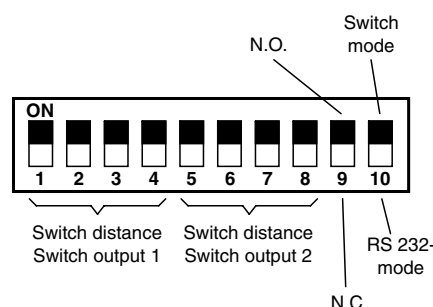 Switch
mode
N.O.
ON
1 2 3 4 5 6 7 8 9 10
Switch distance
Switch output 1
Switch distance
Switch output 2
RS 232-
mode
N.C.